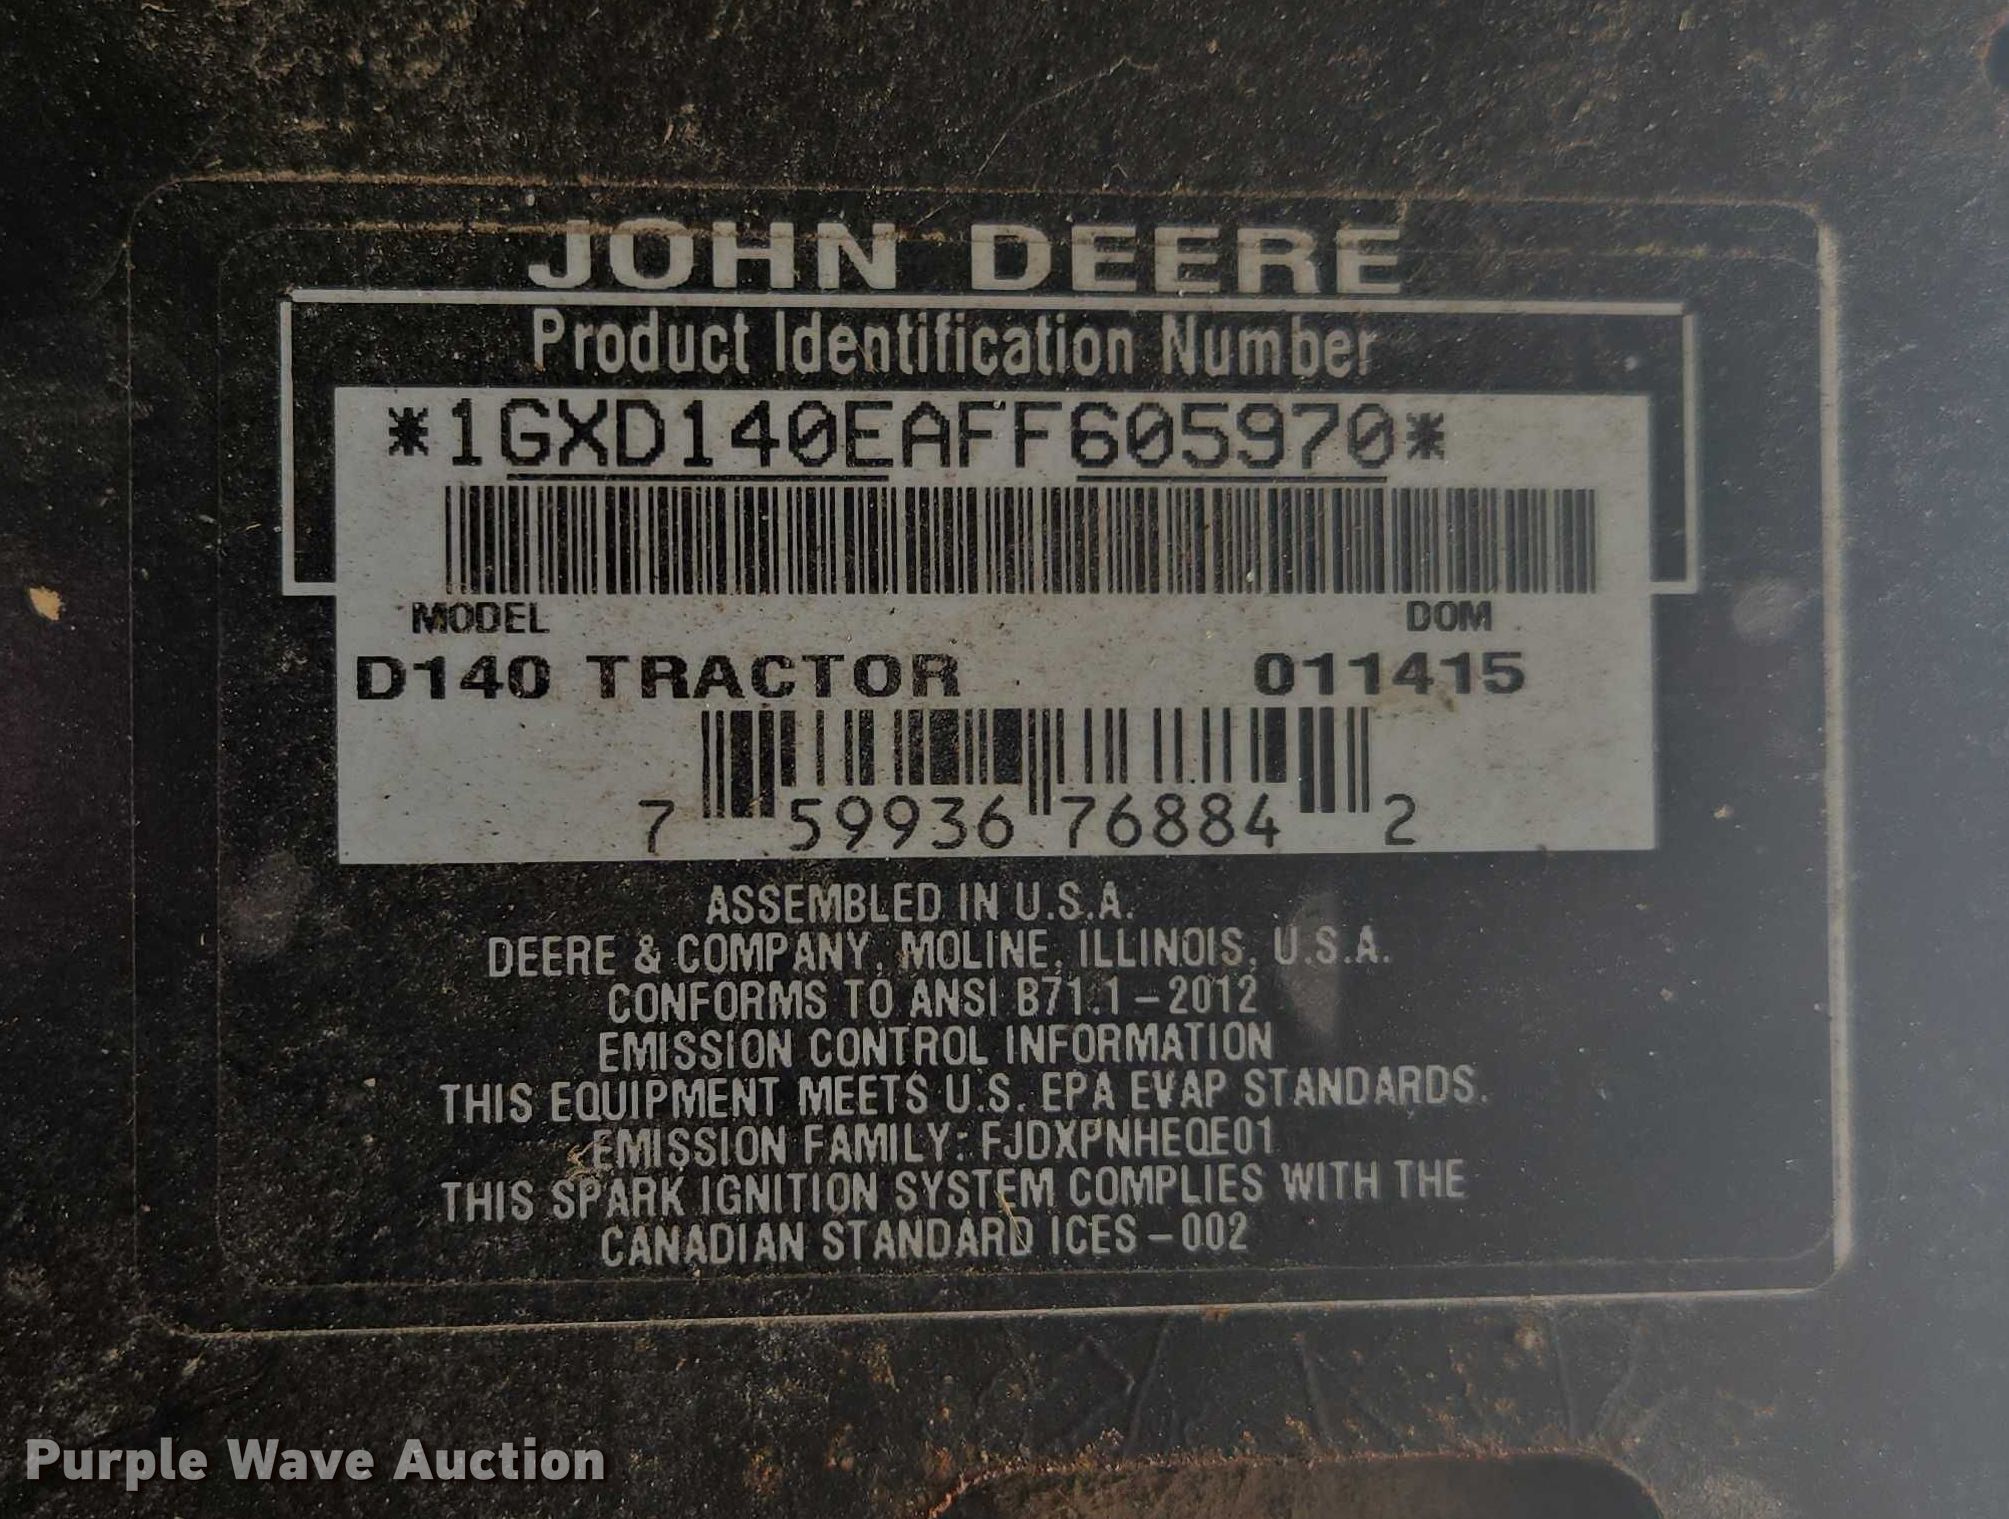 JOHN DEERE
Product Identification Number
*1GXD140EAFF605970*
MODEL DOM
D140 TRACTOR 011415
7 59936 76884 2
ASSEMBLED IN U.S.A.
DEERE & COMPANY, MOLINE, ILLINOIS, U.S.A.
CONFORMS TO ANSI B71.1 – 2012
EMISSION CONTROL INFORMATION
THIS EQUIPMENT MEETS U.S. EPA EVAP STANDARDS.
EMISSION FAMILY: FJDXPNHEQE01
THIS SPARK IGNITION SYSTEM COMPLIES WITH THE
CANADIAN STANDARD ICES – 002
Purple Wave Auction